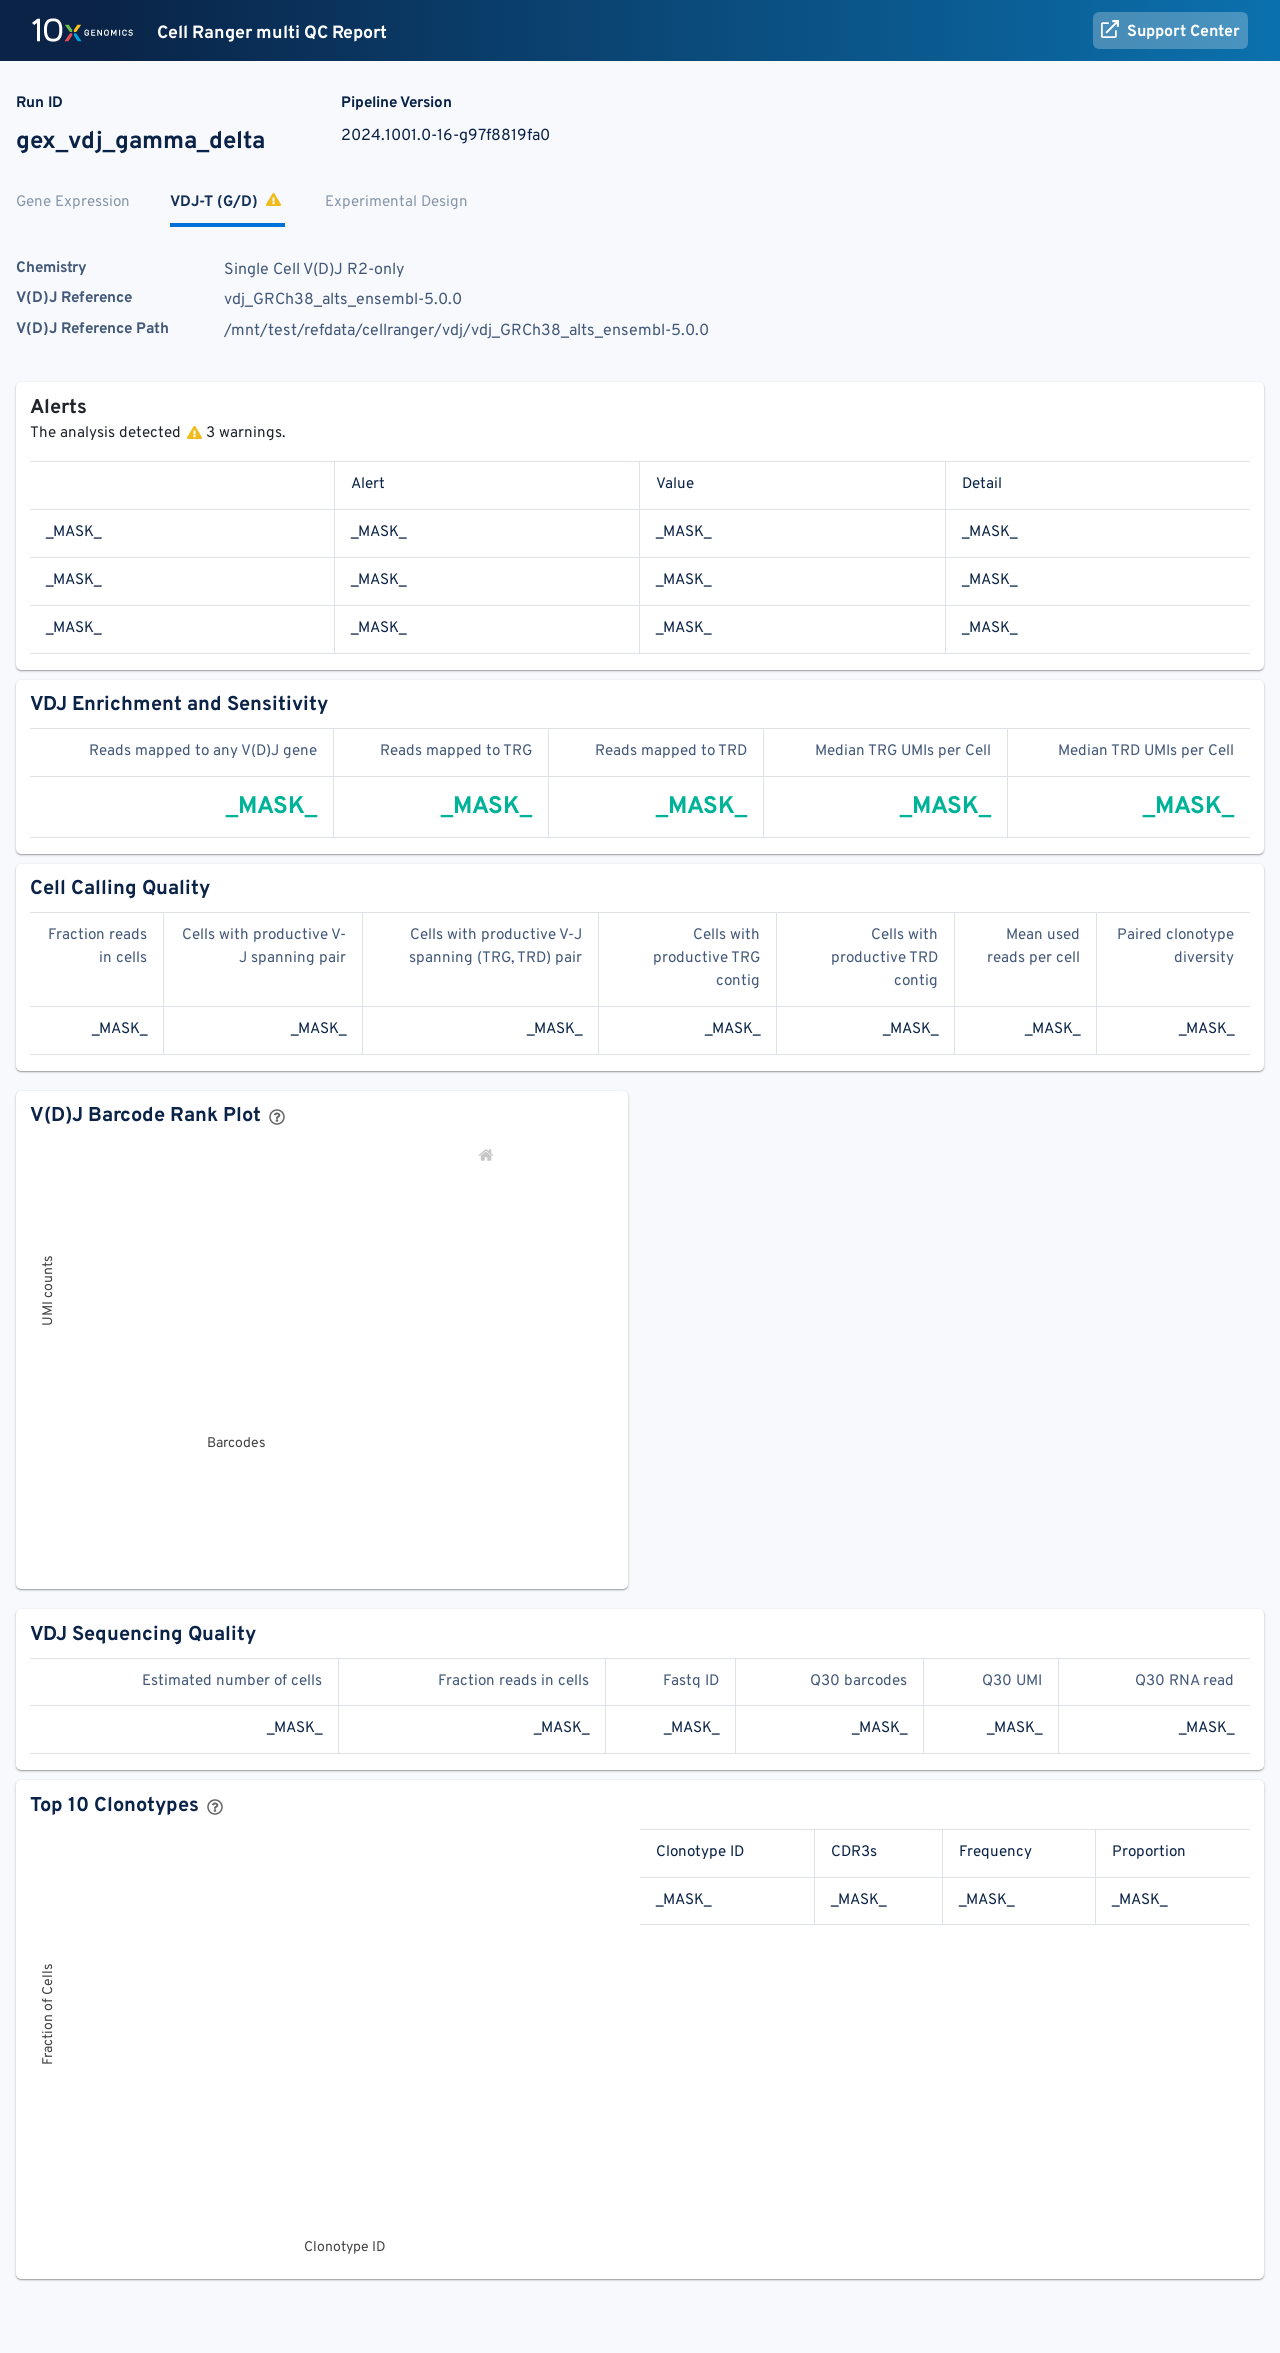 10x GENOMICS Cell Ranger multi QC Report Support Center
Run ID Pipeline Version
gex_vdj_gamma_delta 2024.1001.0-16-g97f8819fa0
Gene Expression VDJ-T (G/D) Experimental Design
Chemistry Single Cell V(D)J R2-only
V(D)J Reference vdj_GRCh38_alts_ensembl-5.0.0
V(D)J Reference Path /mnt/test/refdata/cellranger/vdj/vdj_GRCh38_alts_ensembl-5.0.0
Alerts
The analysis detected 3 warnings.
Alert Value Detail
_MASK_ _MASK_ _MASK_ _MASK_
_MASK_ _MASK_ _MASK_ _MASK_
_MASK_ _MASK_ _MASK_ _MASK_
VDJ Enrichment and Sensitivity
Reads mapped to any V(D)J gene Reads mapped to TRG Reads mapped to TRD Median TRG UMIs per Cell Median TRD UMIs per Cell
_MASK_ _MASK_ _MASK_ _MASK_ _MASK_
Cell Calling Quality
Fraction reads Cells with productive V- Cells with productive V-J Cells with Cells with Mean used Paired clonotype
in cells J spanning pair spanning (TRG, TRD) pair productive TRG productive TRD reads per cell diversity
contig contig
_MASK_ _MASK_ _MASK_ _MASK_ _MASK_ _MASK_ _MASK_
V(D)J Barcode Rank Plot ?
UMI counts
Barcodes
VDJ Sequencing Quality
Estimated number of cells Fraction reads in cells Fastq ID Q30 barcodes Q30 UMI Q30 RNA read
_MASK_ _MASK_ _MASK_ _MASK_ _MASK_ _MASK_
Top 10 Clonotypes ?
Clonotype ID CDR3s Frequency Proportion
_MASK_ _MASK_ _MASK_ _MASK_
Fraction of Cells
Clonotype ID